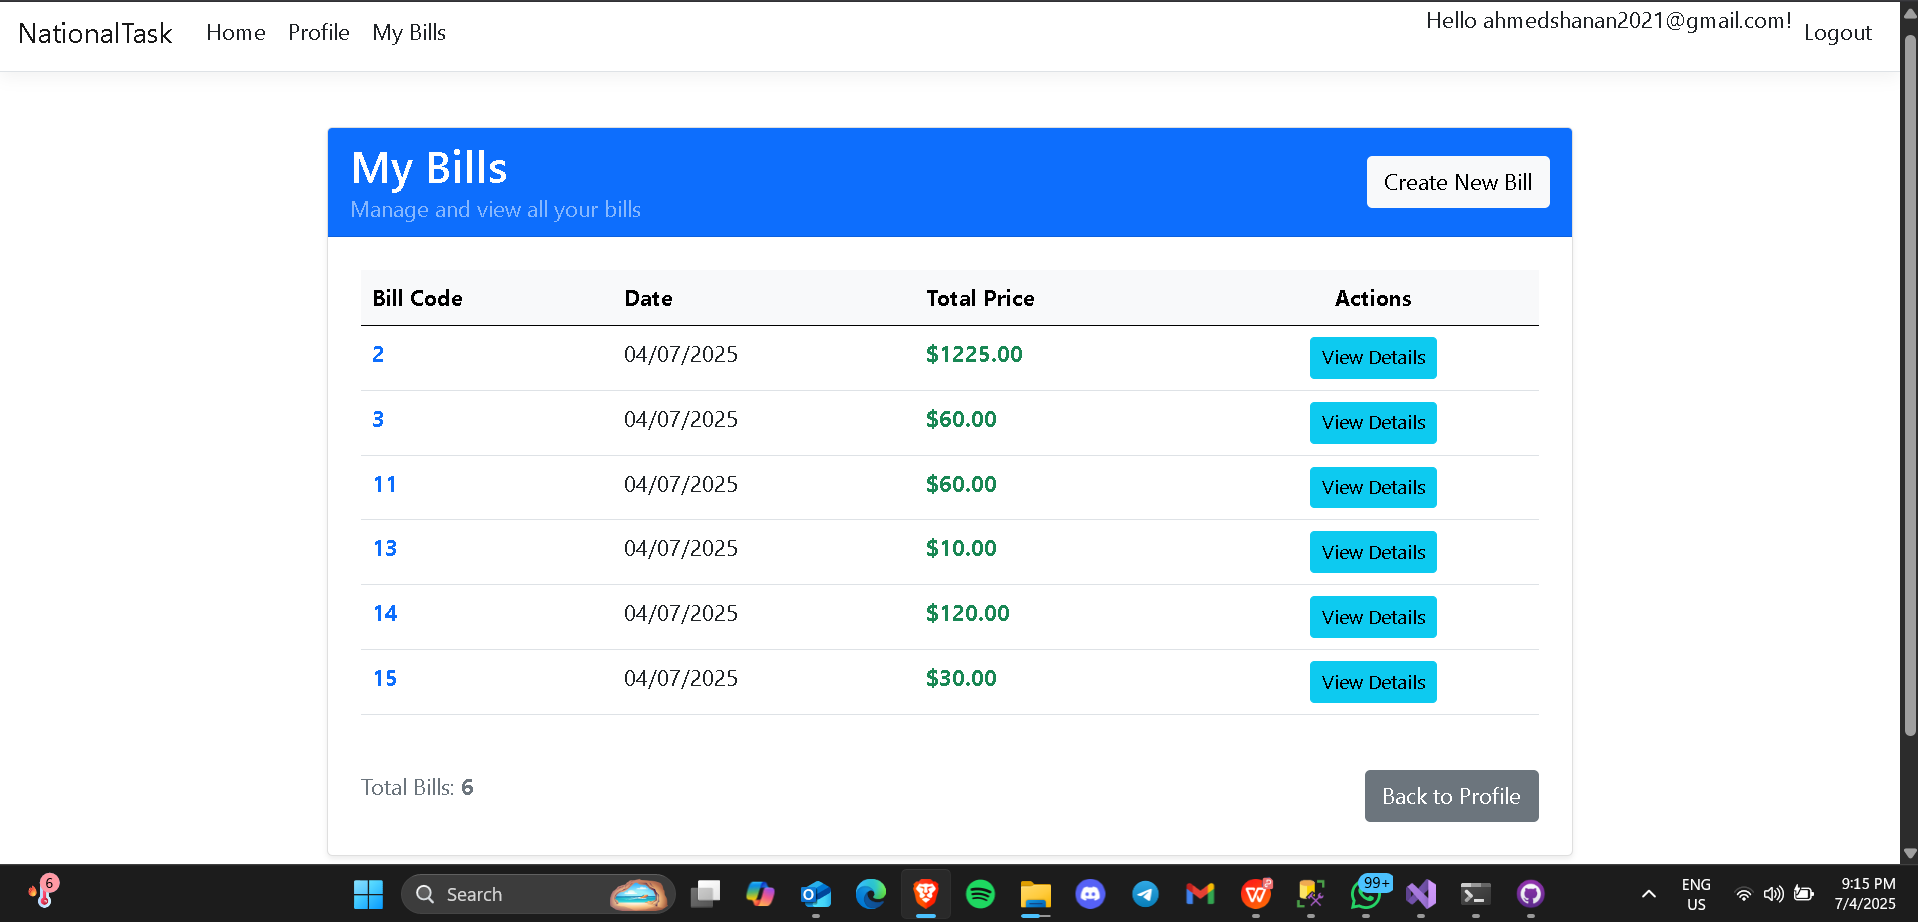 NationalTask Home Profile My Bills Hello ahmedshanan2021@gmail.com! Logout
My Bills
Manage and view all your bills
Create New Bill
Bill Code Date Total Price Actions
2 04/07/2025 $1225.00 View Details
3 04/07/2025 $60.00 View Details
11 04/07/2025 $60.00 View Details
13 04/07/2025 $10.00 View Details
14 04/07/2025 $120.00 View Details
15 04/07/2025 $30.00 View Details
Total Bills: 6
Back to Profile
6
Search
99+
ENG
US
9:15 PM
7/4/2025